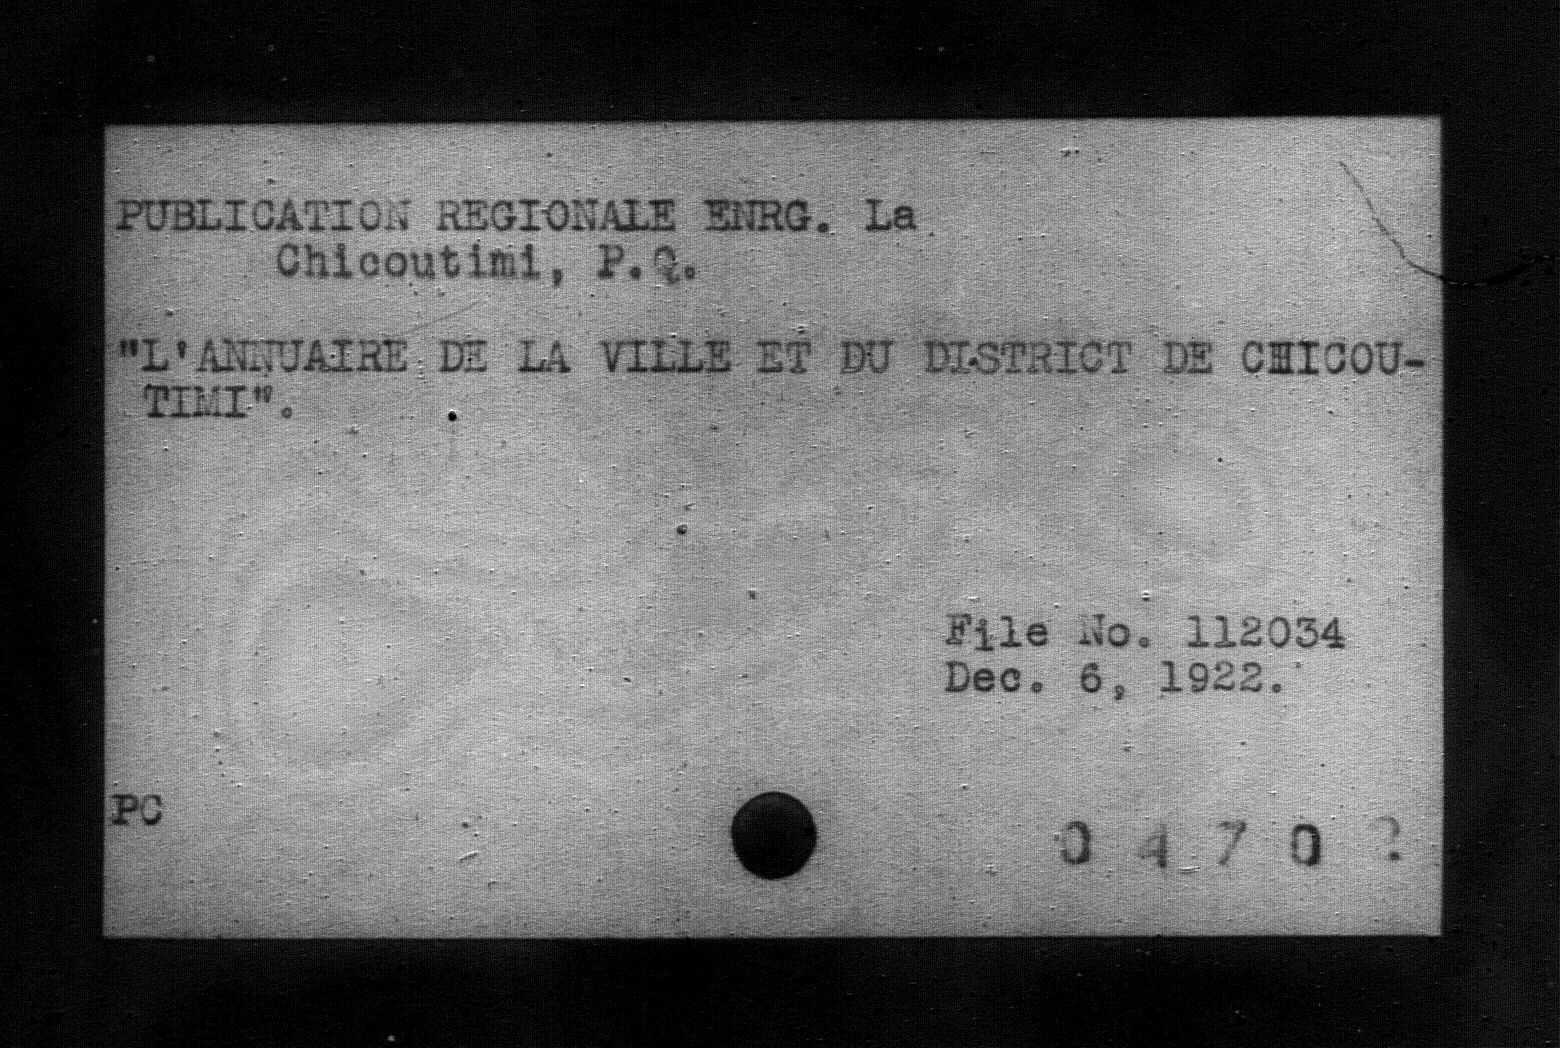 PUBLICATION REGIONALE ENRG. La
Chicoutimi, P.Q.
"L'ANNUAIRE DE LA VILLE ET DU DISTRICT DE CHICOU-
TIMI".
File No. 112034
Dec. 6, 1922.
PC